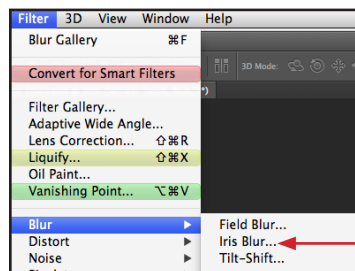 Filter 3D View Window Help
Blur Gallery ⌘F
3D Mode:
Convert for Smart Filters
Filter Gallery...
Adaptive Wide Angle...
Lens Correction... ⇧⌘R
Liquify... ⇧⌘X
Oil Paint...
Vanishing Point... ⌥⌘V
Blur ▶ Field Blur...
Distort ▶ Iris Blur...
Noise ▶ Tilt-Shift...